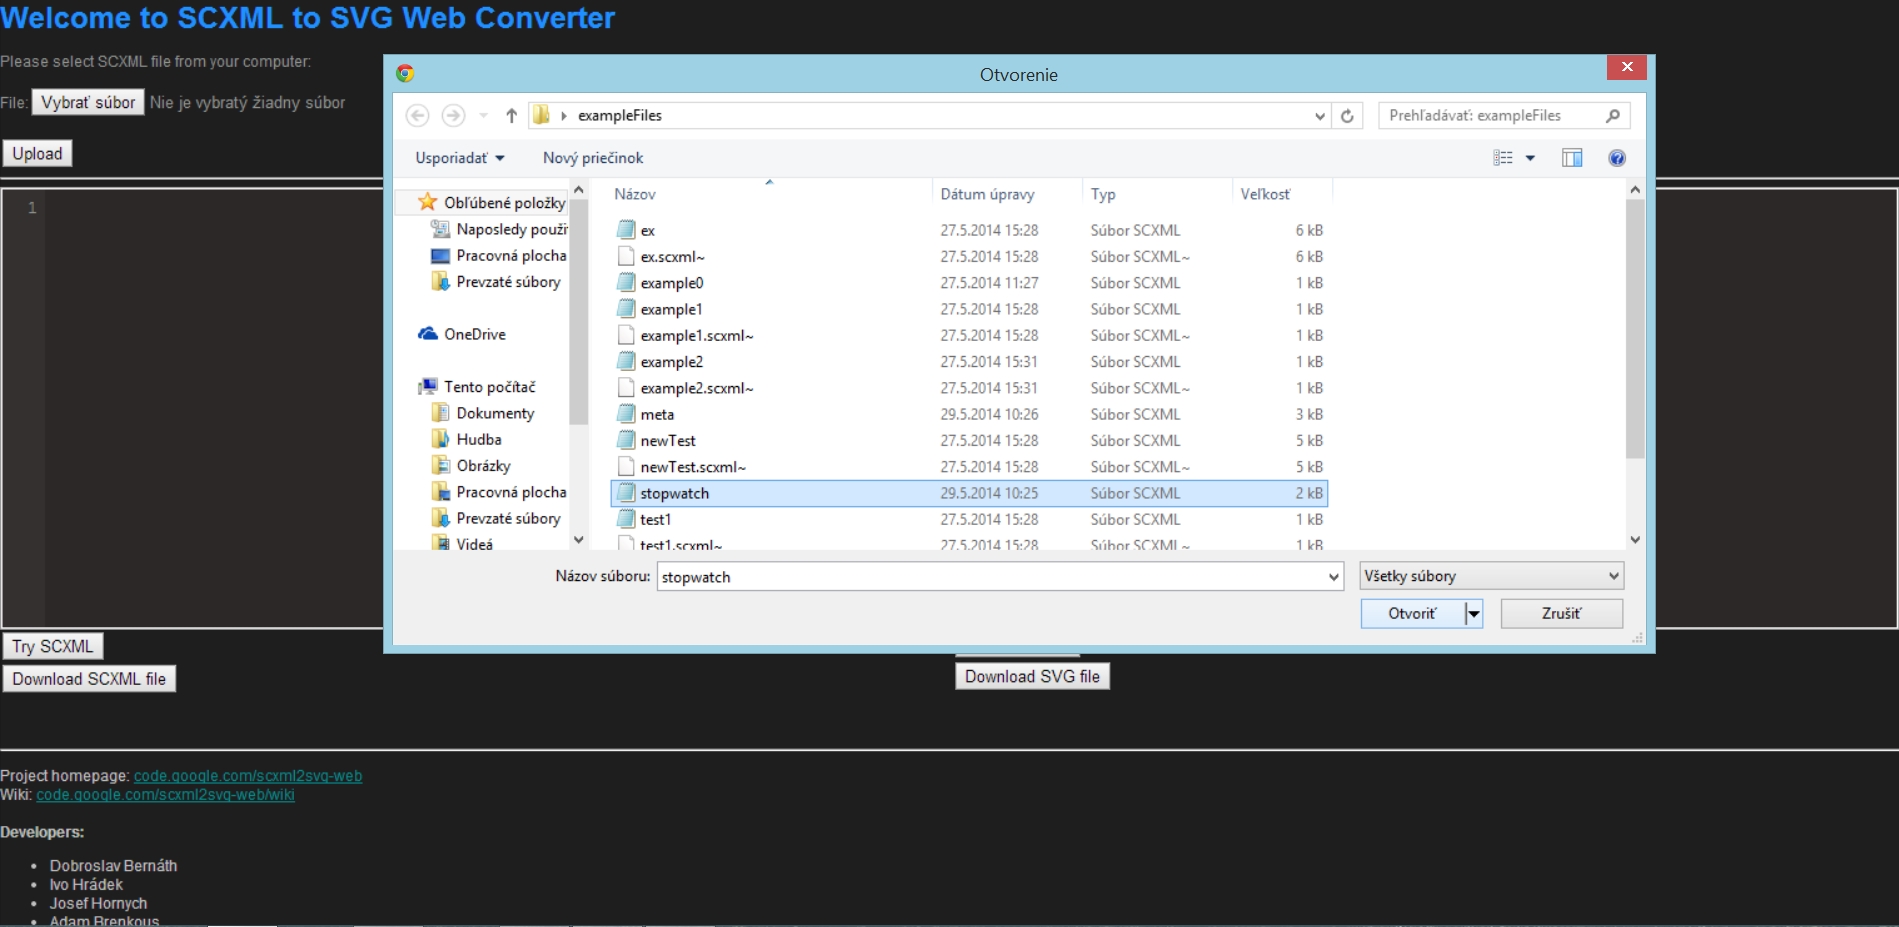 Welcome to SCXML to SVG Web Converter
Please select SCXML file from your computer:
File: Vybrať súbor Nie je vybratý žiadny súbor
Upload
1
Otvorenie
exampleFiles
Prehľadávať: exampleFiles
Usporiadať Nový priečinok
Obľúbené položky
Naposledy použi
Pracovná plocha
Prevzaté súbory
OneDrive
Tento počítač
Dokumenty
Hudba
Obrázky
Pracovná plocha
Prevzaté súbory
Videá
Názov Dátum úpravy Typ Veľkosť
ex 27.5.2014 15:28 Súbor SCXML 6 kB
ex.scxml~ 27.5.2014 15:28 Súbor SCXML~ 6 kB
example0 27.5.2014 11:27 Súbor SCXML 1 kB
example1 27.5.2014 15:28 Súbor SCXML 1 kB
example1.scxml~ 27.5.2014 15:28 Súbor SCXML~ 1 kB
example2 27.5.2014 15:31 Súbor SCXML 1 kB
example2.scxml~ 27.5.2014 15:31 Súbor SCXML~ 1 kB
meta 29.5.2014 10:26 Súbor SCXML 3 kB
newTest 27.5.2014 15:28 Súbor SCXML 5 kB
newTest.scxml~ 27.5.2014 15:28 Súbor SCXML~ 5 kB
stopwatch 29.5.2014 10:25 Súbor SCXML 2 kB
test1 27.5.2014 15:28 Súbor SCXML 1 kB
test1.scxml~ 27.5.2014 15:28 Súbor SCXML~ 1 kB
Názov súboru: stopwatch Všetky súbory
Otvoriť Zrušiť
Try SCXML
Download SCXML file
Download SVG file
Project homepage: code.google.com/scxml2svg-web
Wiki: code.google.com/scxml2svg-web/wiki
Developers:
• Dobroslav Bernáth
• Ivo Hrádek
• Josef Hornych
• Adam Brenkous